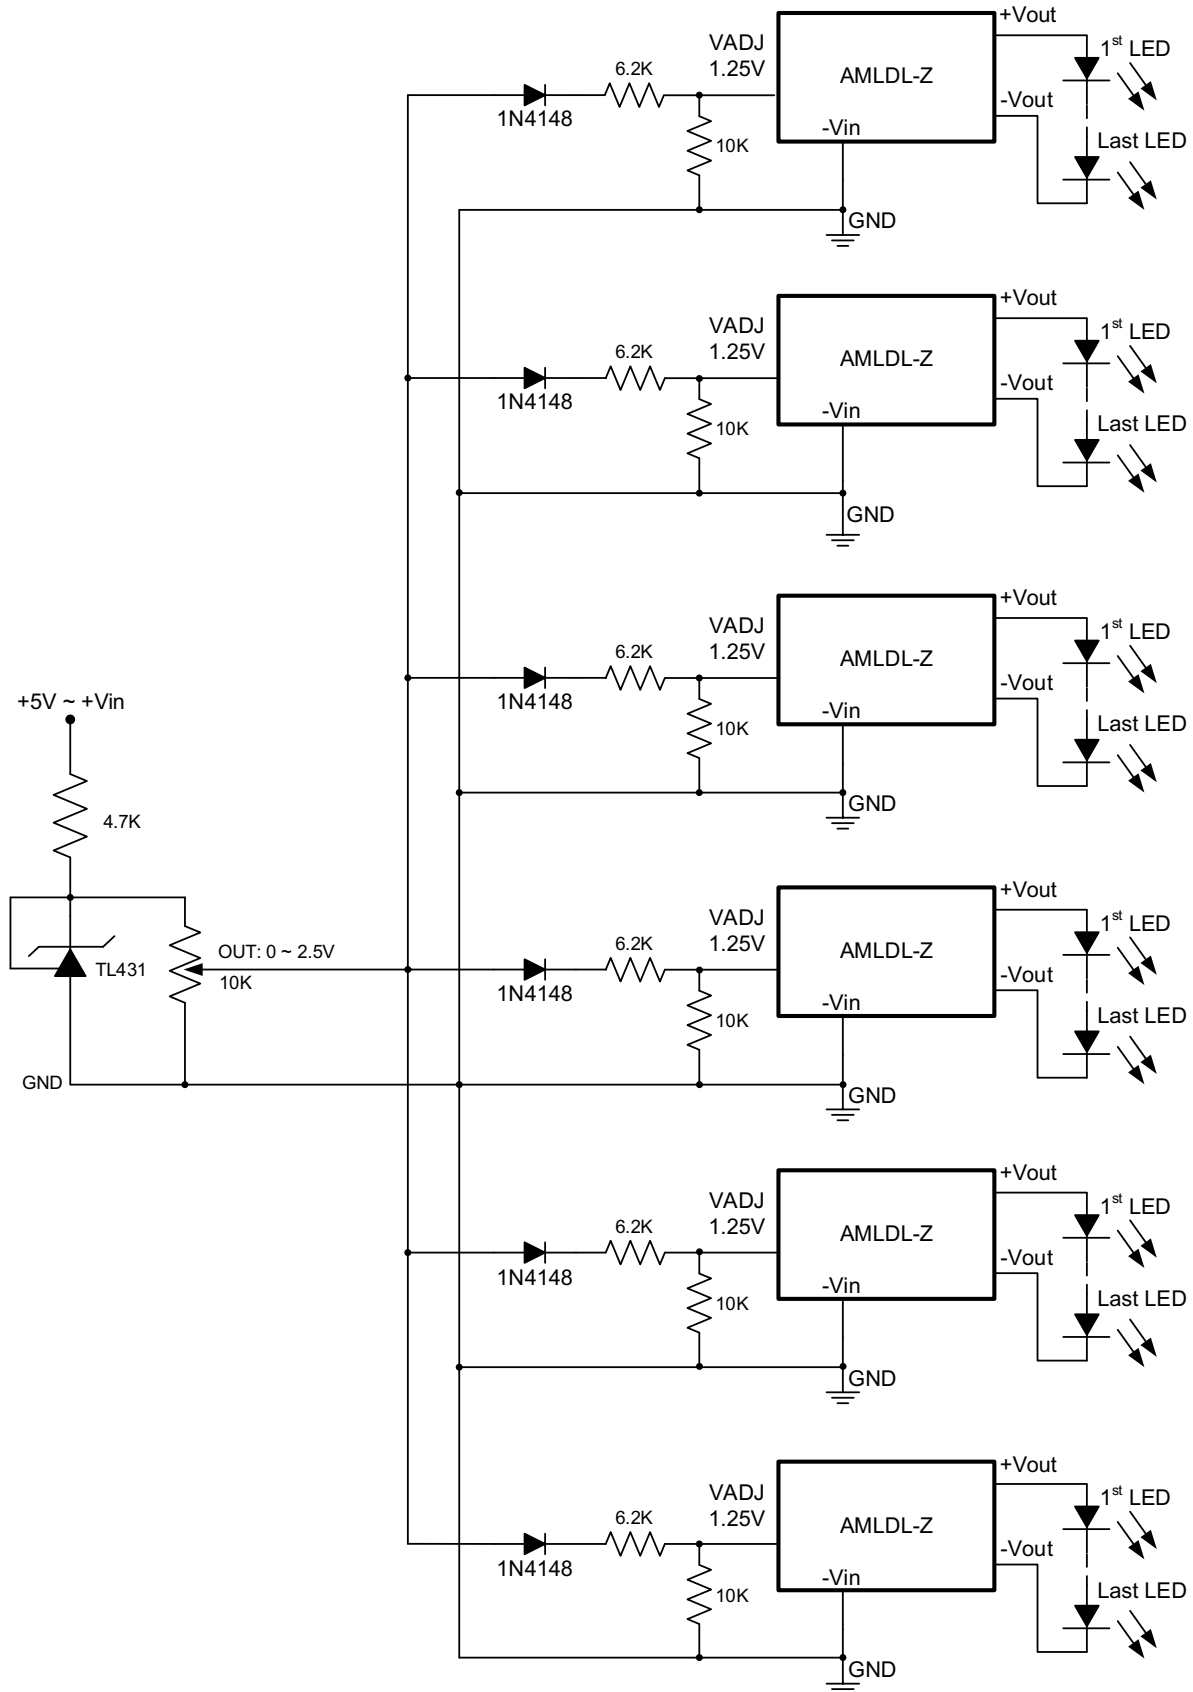 +Vout
VADJ
1.25V
1st LED
6.2K
AMLDL-Z
1N4148
-Vout
-Vin
10K
Last LED
GND
+Vout
VADJ
1.25V
1st LED
6.2K
AMLDL-Z
-Vout
1N4148
-Vin
10K
Last LED
GND
+Vout
VADJ
1.25V
1st LED
6.2K
AMLDL-Z
-Vout
1N4148
-Vin
10K
Last LED
GND
+5V ~ +Vin
4.7K
TL431
OUT: 0 ~ 2.5V
10K
GND
+Vout
VADJ
1.25V
1st LED
6.2K
AMLDL-Z
-Vout
1N4148
-Vin
10K
Last LED
GND
+Vout
VADJ
1.25V
1st LED
6.2K
AMLDL-Z
-Vout
1N4148
-Vin
10K
Last LED
GND
+Vout
VADJ
1.25V
1st LED
6.2K
AMLDL-Z
-Vout
1N4148
-Vin
10K
Last LED
GND